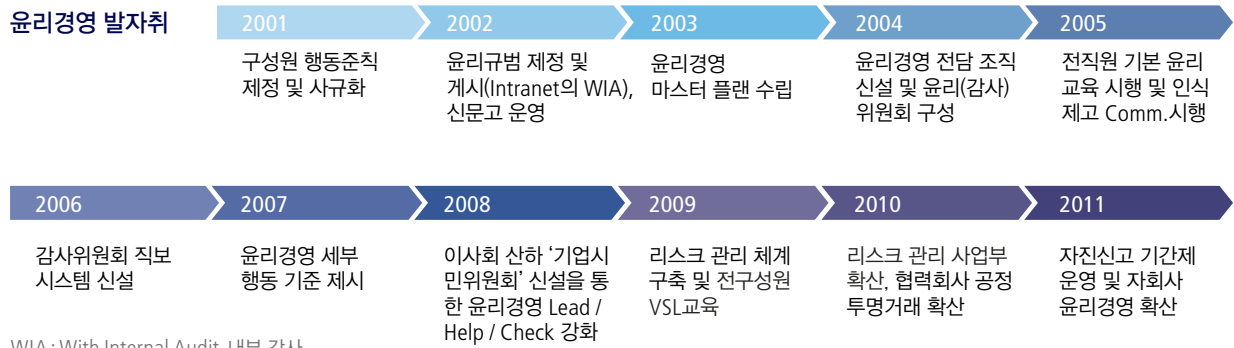 윤리경영 발자취
2001
2002
2003
2004
2005
구성원 행동준칙
제정 및 사규화
윤리규범 제정 및
게시(Intranet의 WIA),
신문고 운영
윤리경영
마스터 플랜 수립
윤리경영 전담 조직
신설 및 윤리(감사)
위원회 구성
전직원 기본 윤리
교육 시행 및 인식
제고 Comm.시행
2006
2007
2008
2009
2010
2011
감사위원회 직보
시스템 신설
윤리경영 세부
행동 기준 제시
이사회 산하 ‘기업시
민위원회’ 신설을 통
한 윤리경영 Lead /
Help / Check 강화
리스크 관리 체계
구축 및 전구성원
VSL교육
리스크 관리 사업부
확산, 협력회사 공정
투명거래 확산
자진신고 기간제
운영 및 자회사
윤리경영 확산
WIA : With Internal Audit, 내부 감사